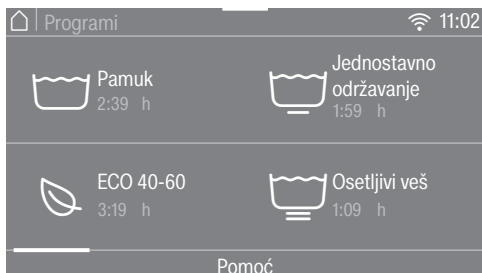 Programi
11:02
Pamuk
2:39 h
Jednostavno
održavanje
1:59 h
ECO 40-60
3:19 h
Osetljivi veš
1:09 h
Pomoć